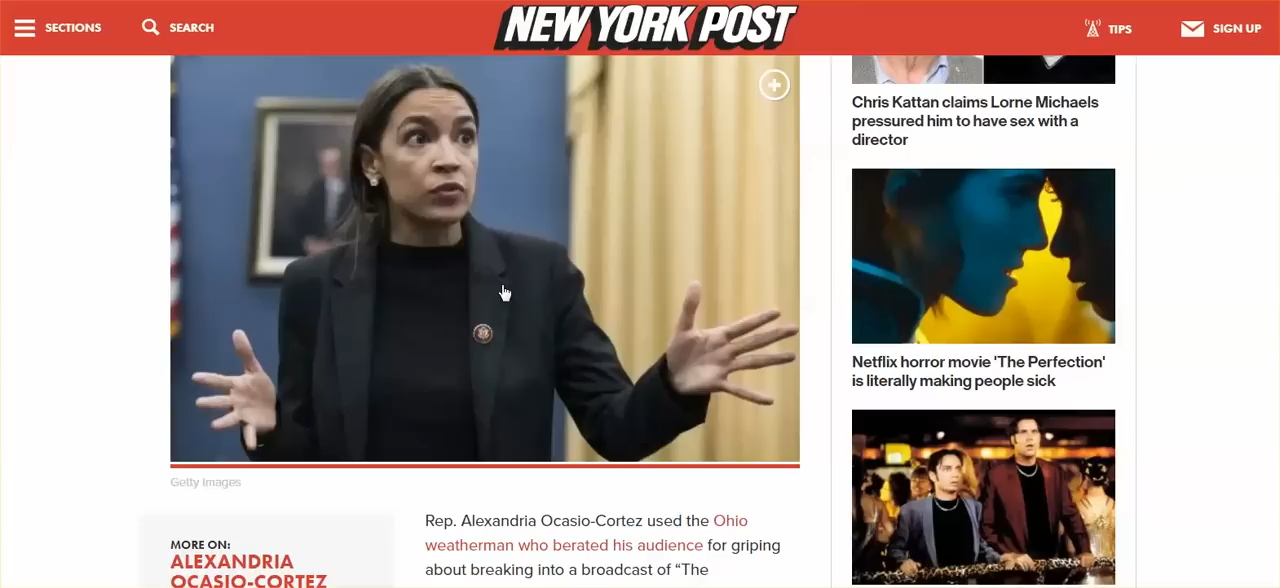 SECTIONS
SEARCH
NEW YORK POST
TIPS
SIGN UP
Chris Kattan claims Lorne Michaels
pressured him to have sex with a
director
Netflix horror movie 'The Perfection'
is literally making people sick
Getty Images
MORE ON:
ALEXANDRIA
OCASIO-CORTEZ
Rep. Alexandria Ocasio-Cortez used the Ohio
weatherman who berated his audience for griping
about breaking into a broadcast of “The